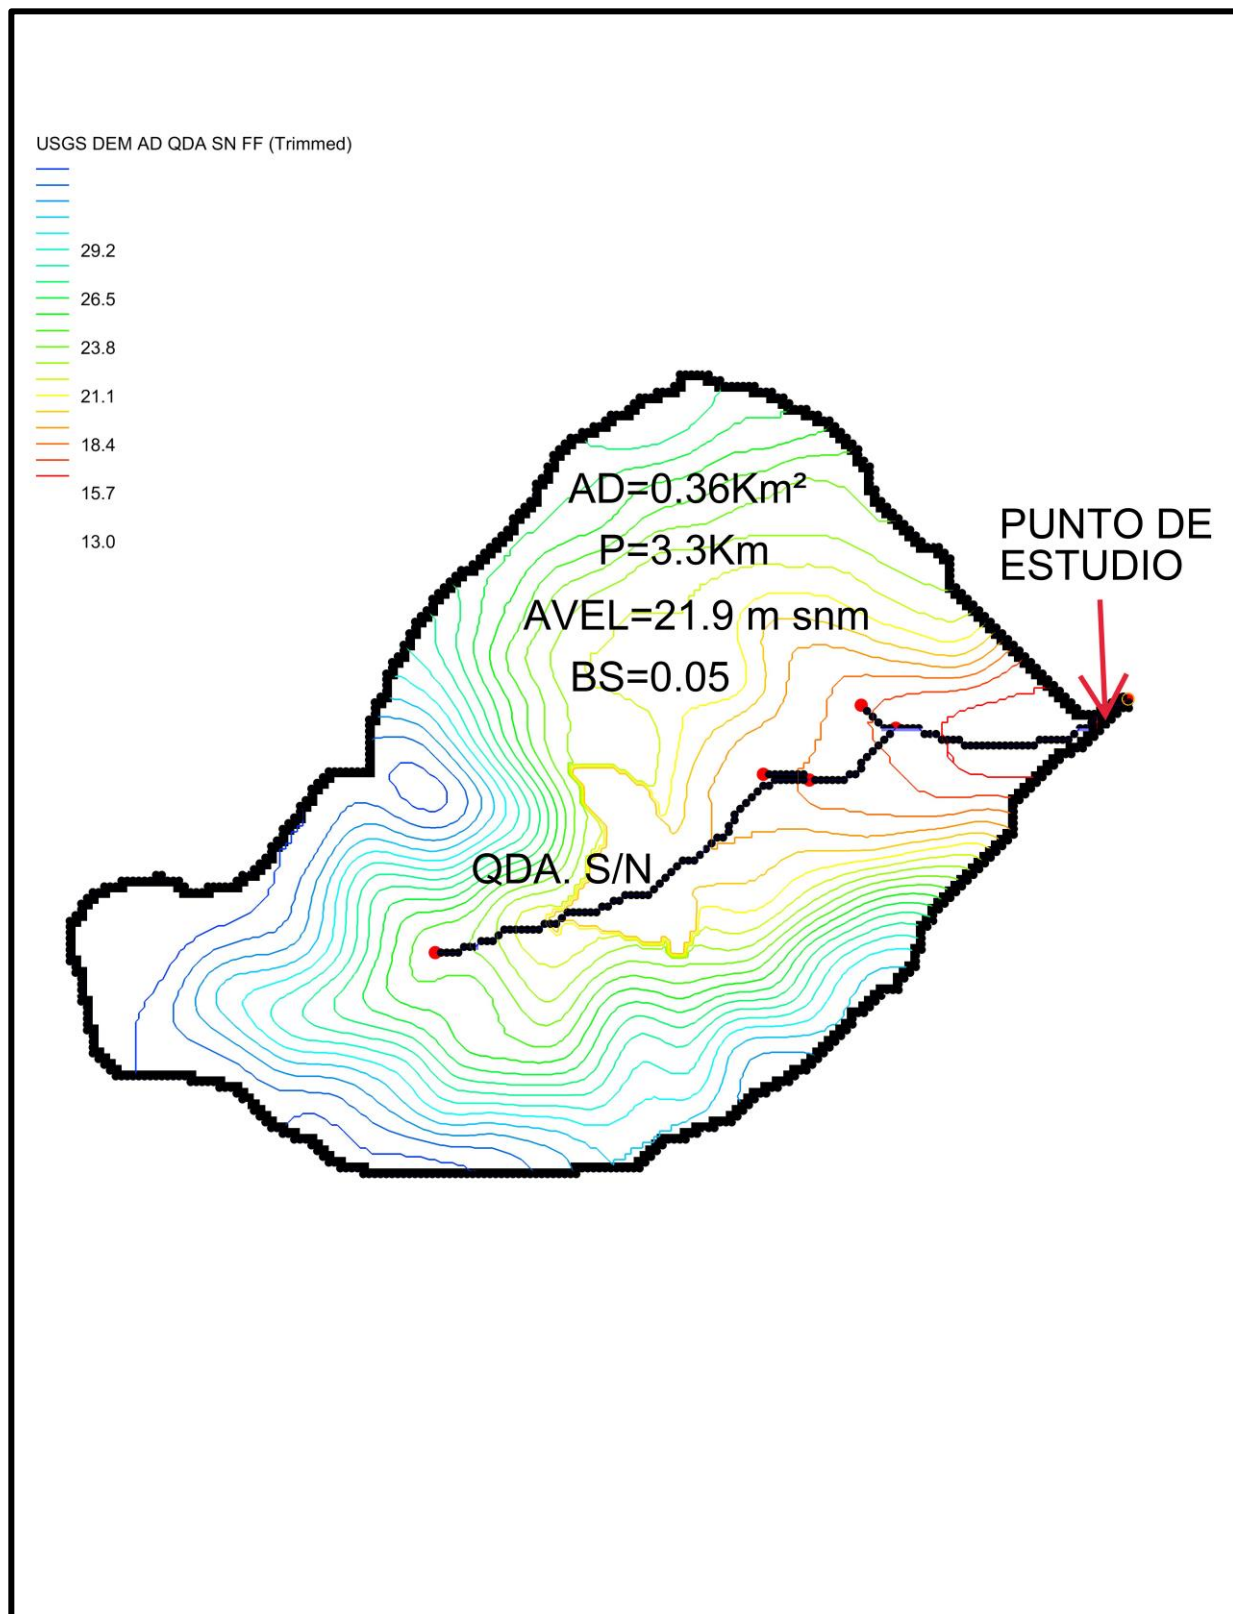 USGS DEM AD QDA SN FF (Trimmed)
29.2
26.5
23.8
21.1
18.4
15.7
13.0
AD=0.36Km²
P=3.3Km
AVEL=21.9 m snm
BS=0.05
PUNTO DE
ESTUDIO
QDA. S/N